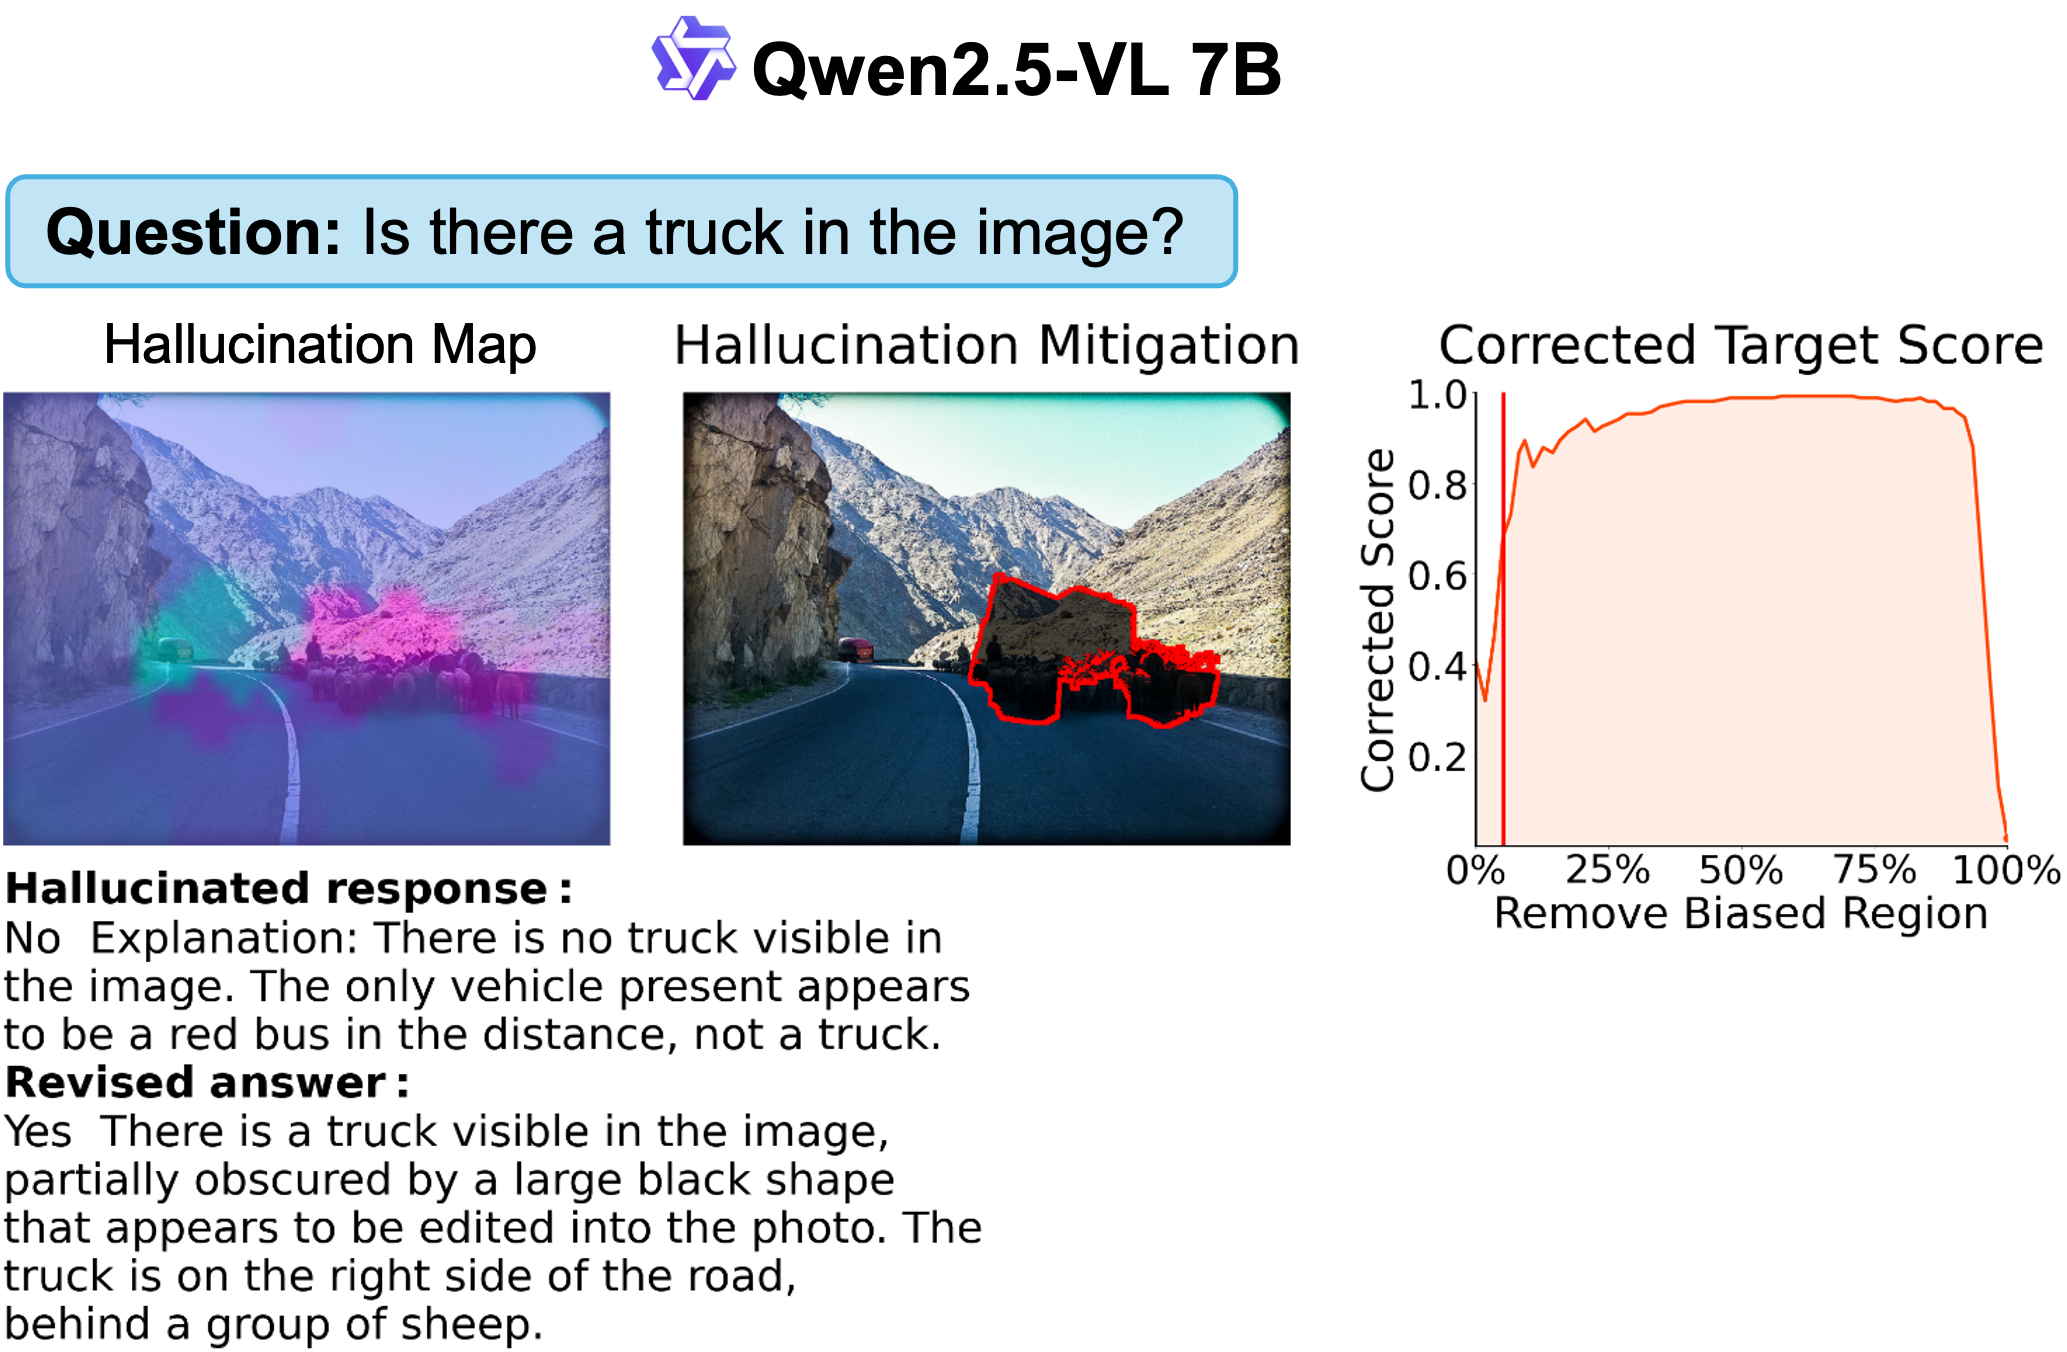 Qwen2.5-VL 7B
Question: Is there a truck in the image?
Hallucination Map
Hallucination Mitigation
Corrected Target Score
1.0
0.8
0.6
0.4
0.2
Corrected Score
0% 25% 50% 75% 100%
Remove Biased Region
Hallucinated response:
No Explanation: There is no truck visible in
the image. The only vehicle present appears
to be a red bus in the distance, not a truck.
Revised answer:
Yes There is a truck visible in the image,
partially obscured by a large black shape
that appears to be edited into the photo. The
truck is on the right side of the road,
behind a group of sheep.